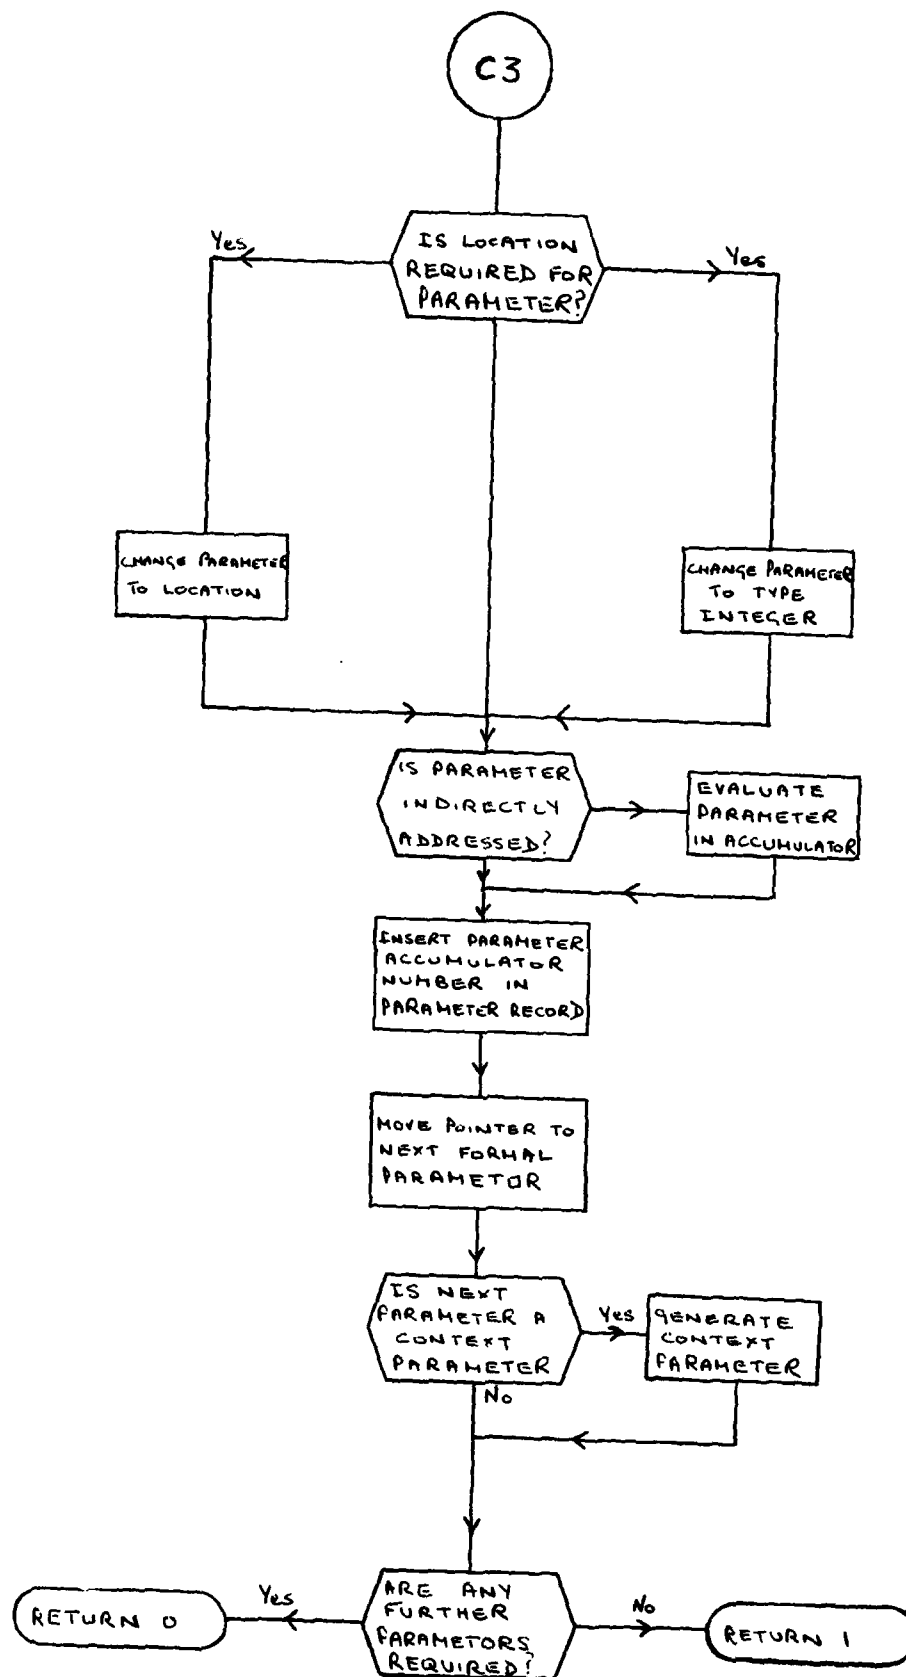 C3
IS LOCATION
REQUIRED FOR
PARAMETER?
Yes
Yes
CHANGE PARAMETER
TO LOCATION
CHANGE PARAMETER
TO TYPE
INTEGER
IS PARAMETER
INDIRECTLY
ADDRESSED?
EVALUATE
PARAMETER
IN ACCUMULATOR
INSERT PARAMETER
ACCUMULATOR
NUMBER IN
PARAMETER RECORD
MOVE POINTER TO
NEXT FORMAL
PARAMETOR
IS NEXT
PARAMETER A
CONTEXT
PARAMETER
Yes
GENERATE
CONTEXT
PARAMETER
No
ARE ANY
FURTHER
PARAMETORS
REQUIRED?
Yes
RETURN 0
No
RETURN 1